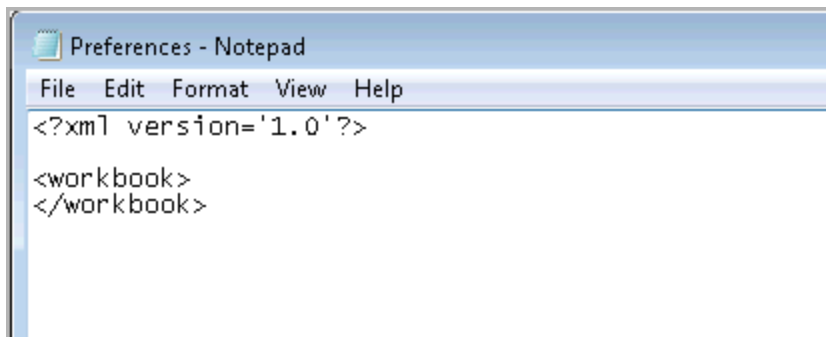 Preferences - Notepad
File Edit Format View Help
<?xml version='1.0'?>
<workbook>
</workbook>